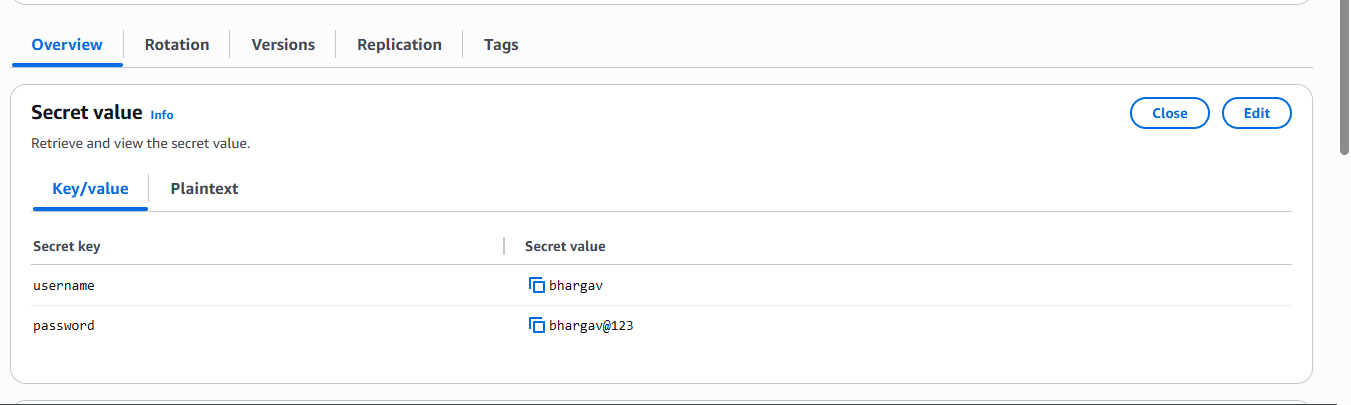 Overview Rotation Versions Replication Tags
Secret value Info Close Edit
Retrieve and view the secret value.
Key/value Plaintext
Secret key Secret value
username bhargav
password bhargav@123